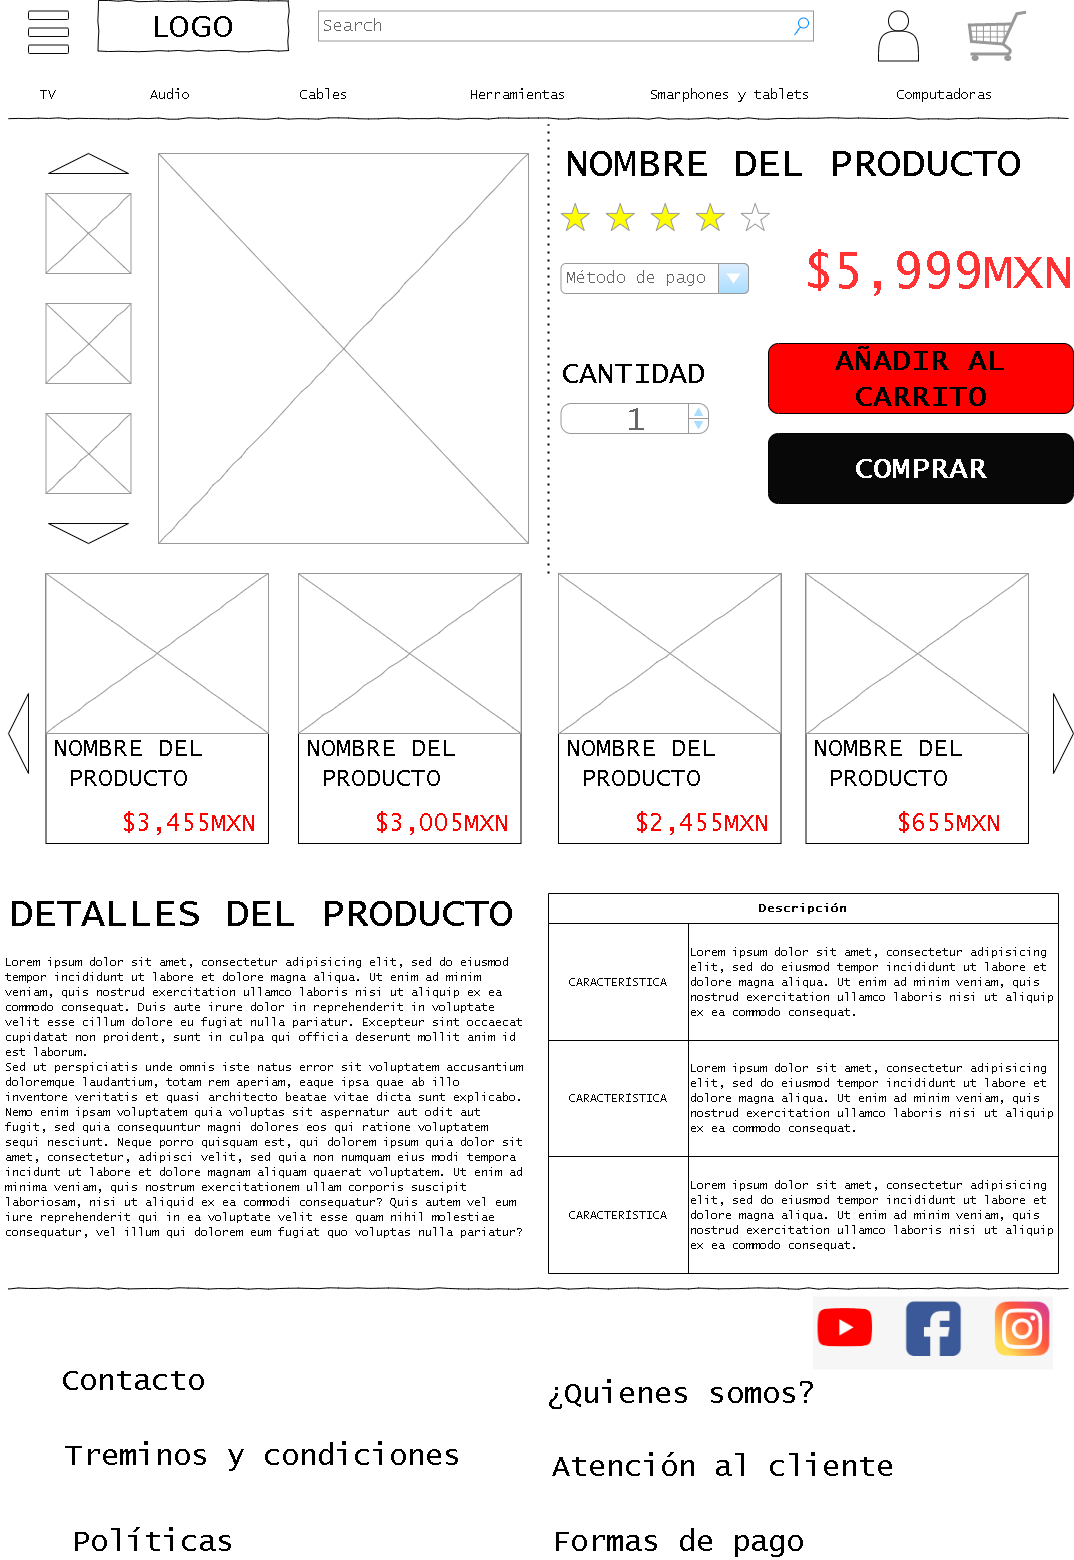 LOGO
Search
TV
Audio
Cables
Herramientas
Smarphones y tablets
Computadoras
NOMBRE DEL PRODUCTO
Método de pago
$5,999MXN
CANTIDAD
1
AÑADIR AL
CARRITO
COMPRAR
NOMBRE DEL
PRODUCTO
$3,455MXN
NOMBRE DEL
PRODUCTO
$3,005MXN
NOMBRE DEL
PRODUCTO
$2,455MXN
NOMBRE DEL
PRODUCTO
$655MXN
DETALLES DEL PRODUCTO
Lorem ipsum dolor sit amet, consectetur adipisicing elit, sed do eiusmod
tempor incididunt ut labore et dolore magna aliqua. Ut enim ad minim
veniam, quis nostrud exercitation ullamco laboris nisi ut aliquip ex ea
commodo consequat. Duis aute irure dolor in reprehenderit in voluptate
velit esse cillum dolore eu fugiat nulla pariatur. Excepteur sint occaecat
cupidatat non proident, sunt in culpa qui officia deserunt mollit anim id
est laborum.
Sed ut perspiciatis unde omnis iste natus error sit voluptatem accusantium
doloremque laudantium, totam rem aperiam, eaque ipsa quae ab illo
inventore veritatis et quasi architecto beatae vitae dicta sunt explicabo.
Nemo enim ipsam voluptatem quia voluptas sit aspernatur aut odit aut
fugit, sed quia consequuntur magni dolores eos qui ratione voluptatem
sequi nesciunt. Neque porro quisquam est, qui dolorem ipsum quia dolor sit
amet, consectetur, adipisci velit, sed quia non numquam eius modi tempora
incidunt ut labore et dolore magnam aliquam quaerat voluptatem. Ut enim ad
minima veniam, quis nostrum exercitationem ullam corporis suscipit
laboriosam, nisi ut aliquid ex ea commodi consequatur? Quis autem vel eum
iure reprehenderit qui in ea voluptate velit esse quam nihil molestiae
consequatur, vel illum qui dolorem eum fugiat quo voluptas nulla pariatur?
Descripción
CARACTERÍSTICA
Lorem ipsum dolor sit amet, consectetur adipisicing
elit, sed do eiusmod tempor incididunt ut labore et
dolore magna aliqua. Ut enim ad minim veniam, quis
nostrud exercitation ullamco laboris nisi ut aliquip
ex ea commodo consequat.
CARACTERÍSTICA
Lorem ipsum dolor sit amet, consectetur adipisicing
elit, sed do eiusmod tempor incididunt ut labore et
dolore magna aliqua. Ut enim ad minim veniam, quis
nostrud exercitation ullamco laboris nisi ut aliquip
ex ea commodo consequat.
CARACTERÍSTICA
Lorem ipsum dolor sit amet, consectetur adipisicing
elit, sed do eiusmod tempor incididunt ut labore et
dolore magna aliqua. Ut enim ad minim veniam, quis
nostrud exercitation ullamco laboris nisi ut aliquip
ex ea commodo consequat.
Contacto
Treminos y condiciones
Políticas
¿Quienes somos?
Atención al cliente
Formas de pago